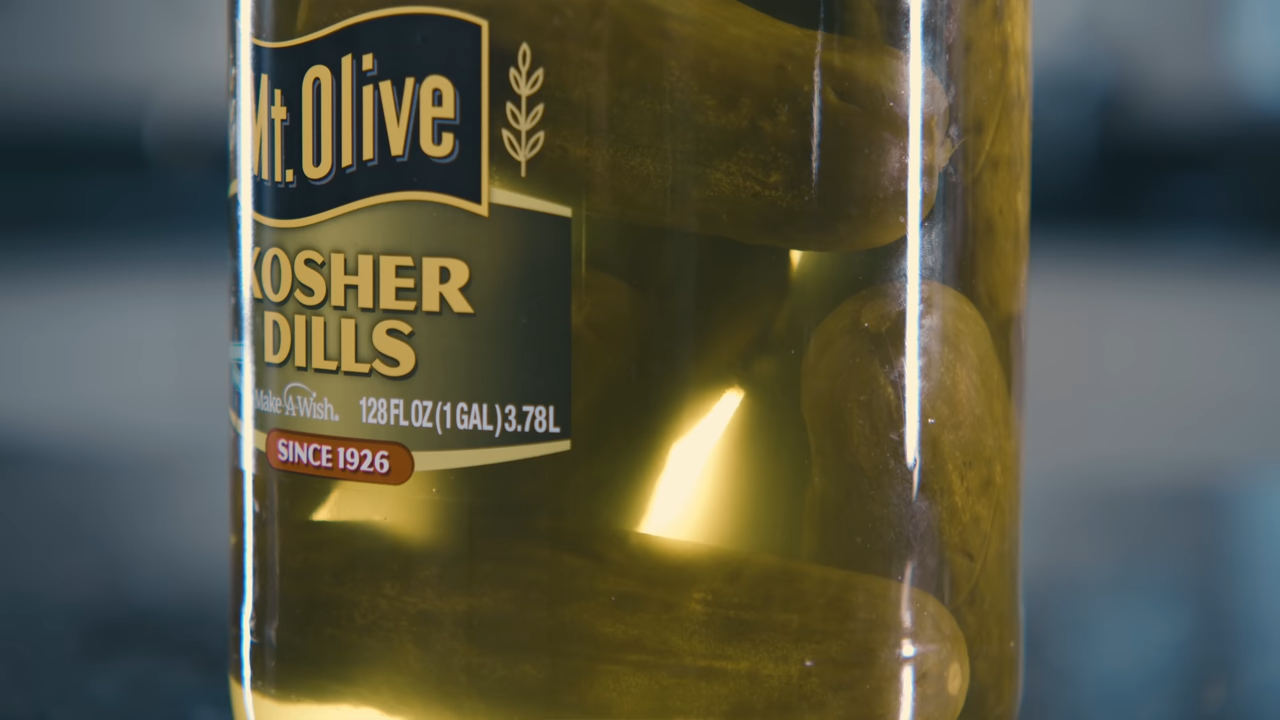 Mt. Olive
KOSHER
DILLS
Make-A-Wish.
128 FL OZ (1 GAL) 3.78L
SINCE 1926